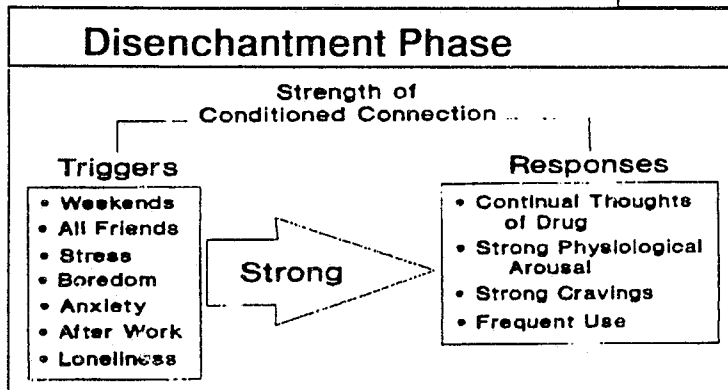 Disenchantment Phase
Strength of
Conditioned Connection
Triggers
• Weekends
• All Friends
• Stress
• Boredom
• Anxiety
• After Work
• Loneliness
Strong
Responses
• Continual Thoughts
of Drug
• Strong Physiological
Arousal
• Strong Cravings
• Frequent Use